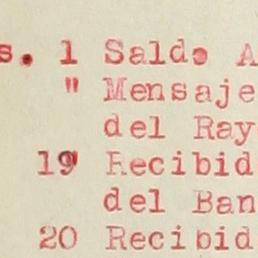 s. 1 Saldo A
" Mensaje
del Ray
19 Recibid
del Ban
20 Recibid